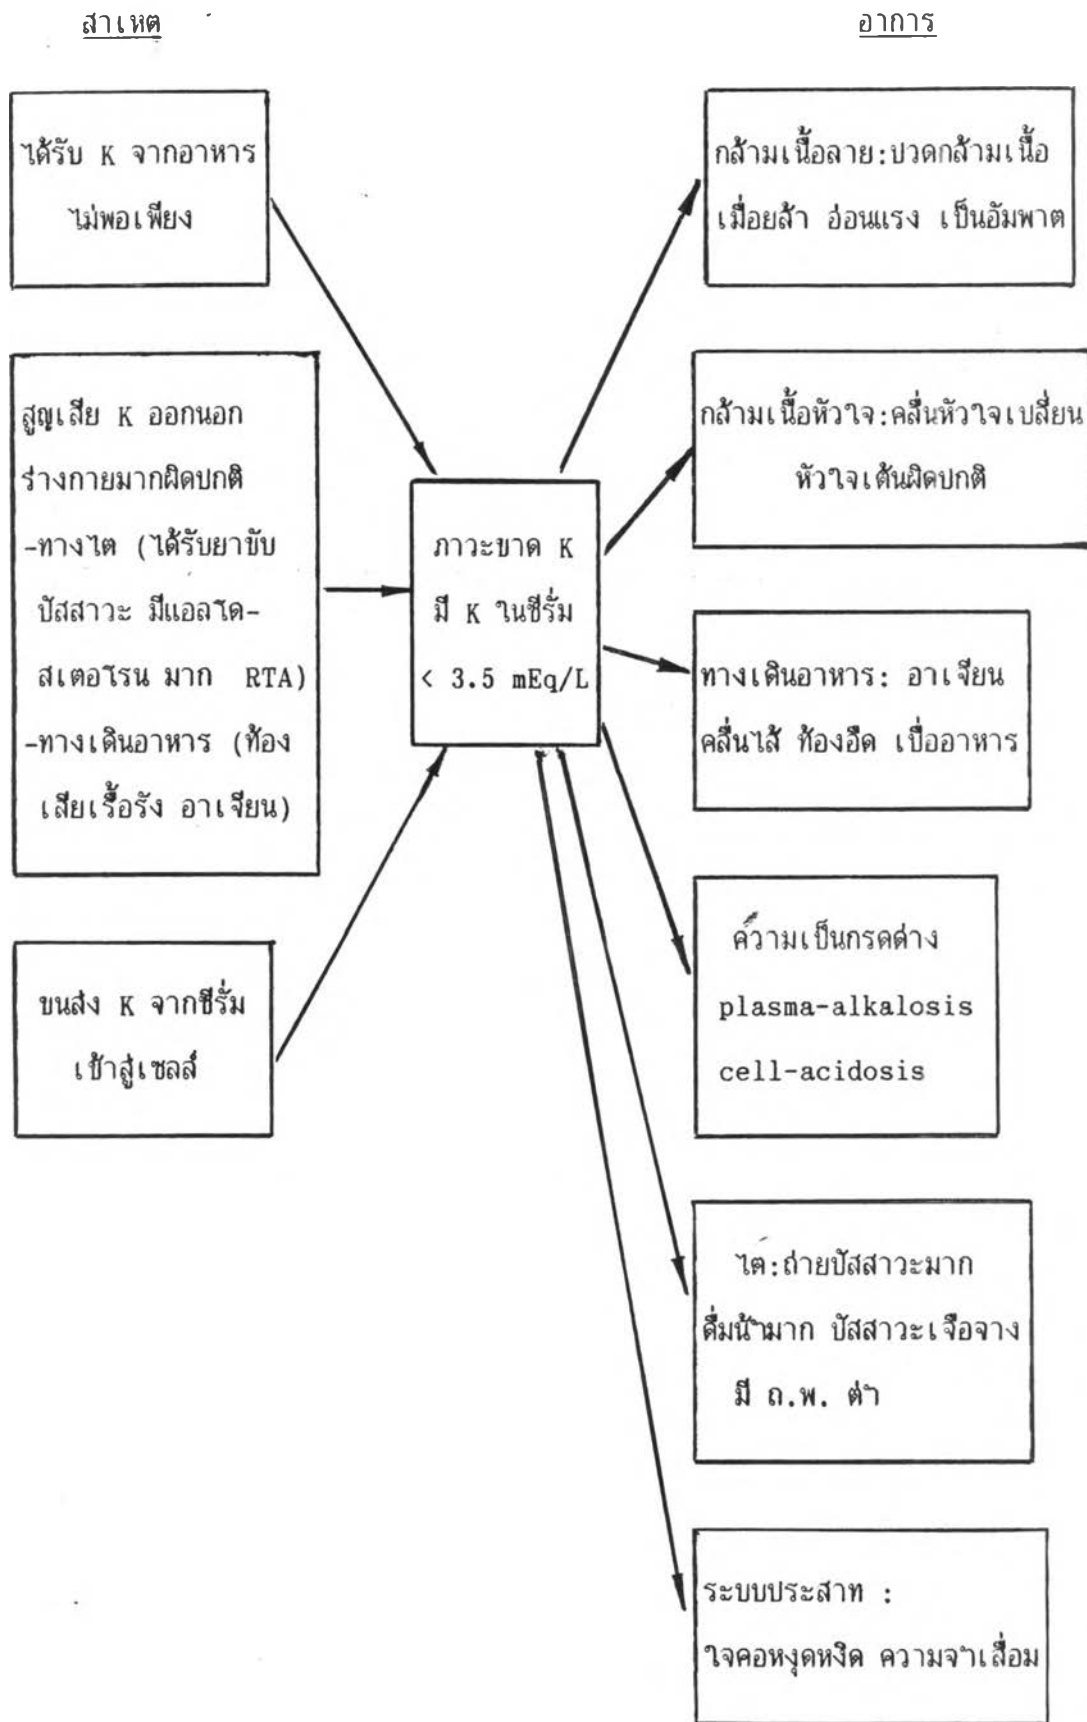 สาเหตุ
อาการ
ได้รับ K จากอาหาร
ไม่พอเพียง
สูญเสีย K ออกนอก
ร่างกายมากผิดปกติ
-ทางไต (ได้รับยาขับ
ปัสสาวะ มีแอลโด-
สเตอโรน มาก RTA)
-ทางเดินอาหาร (ท้อง
เสียเรื้อรัง อาเจียน)
ขนส่ง K จากซีรั่ม
เข้าสู่เซลล์
ภาวะขาด K
มี K ในซีรั่ม
< 3.5 mEq/L
กล้ามเนื้อลาย:ปวดกล้ามเนื้อ
เมื่อยล้า อ่อนแรง เป็นอัมพาต
กล้ามเนื้อหัวใจ:คลื่นหัวใจเปลี่ยน
หัวใจเต้นผิดปกติ
ทางเดินอาหาร: อาเจียน
คลื่นไส้ ท้องอืด เบื่ออาหาร
ความเป็นกรดด่าง
plasma-alkalosis
cell-acidosis
ไต:ถ่ายปัสสาวะมาก
ดื่มน้ำมาก ปัสสาวะเจือจาง
มี ถ.พ. ต่ำ
ระบบประสาท :
ใจคอหงุดหงิด ความจำเสื่อม